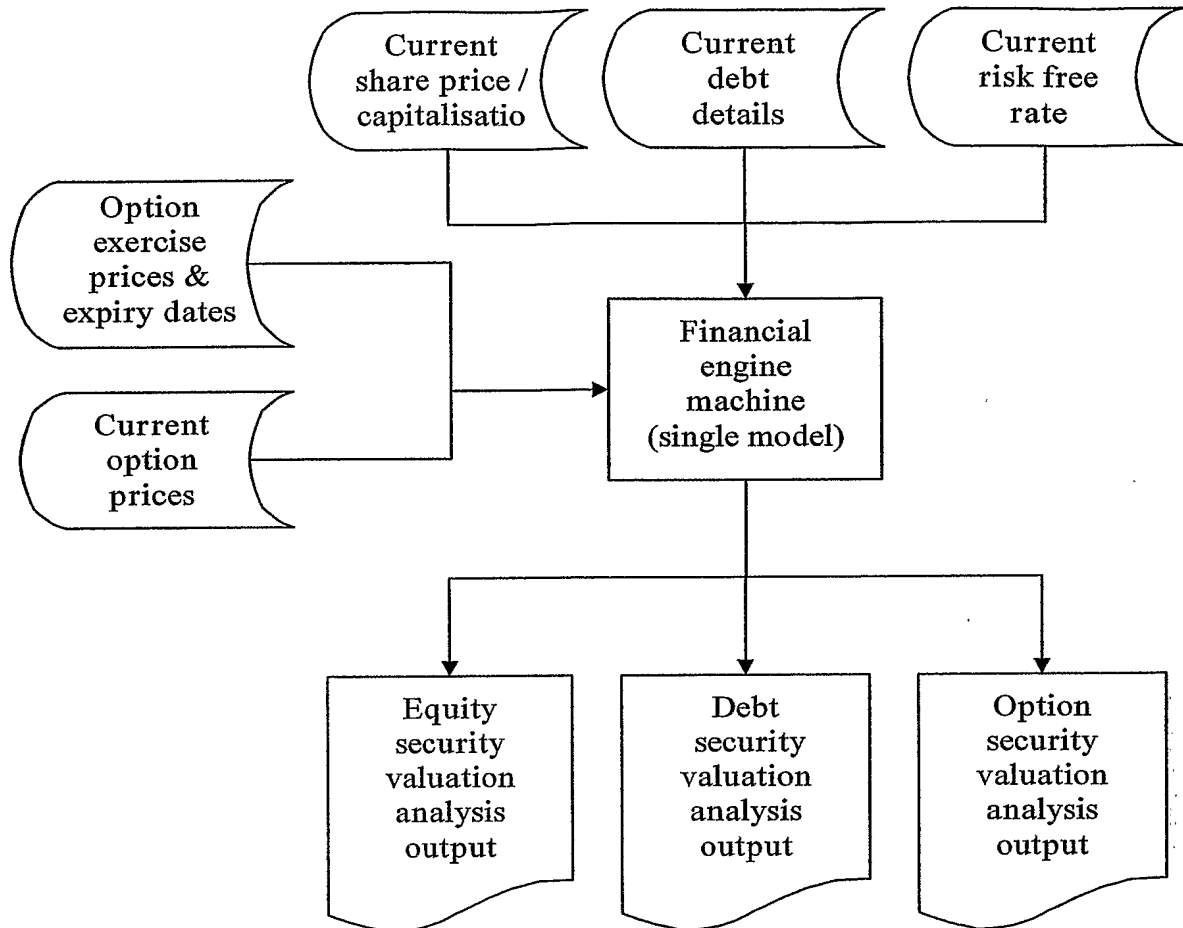 Current
share price /
capitalisatio
Current
debt
details
Current
risk free
rate
Option
exercise
prices &
expiry dates
Current
option
prices
Financial
engine
machine
(single model)
Equity
security
valuation
analysis
output
Debt
security
valuation
analysis
output
Option
security
valuation
analysis
output